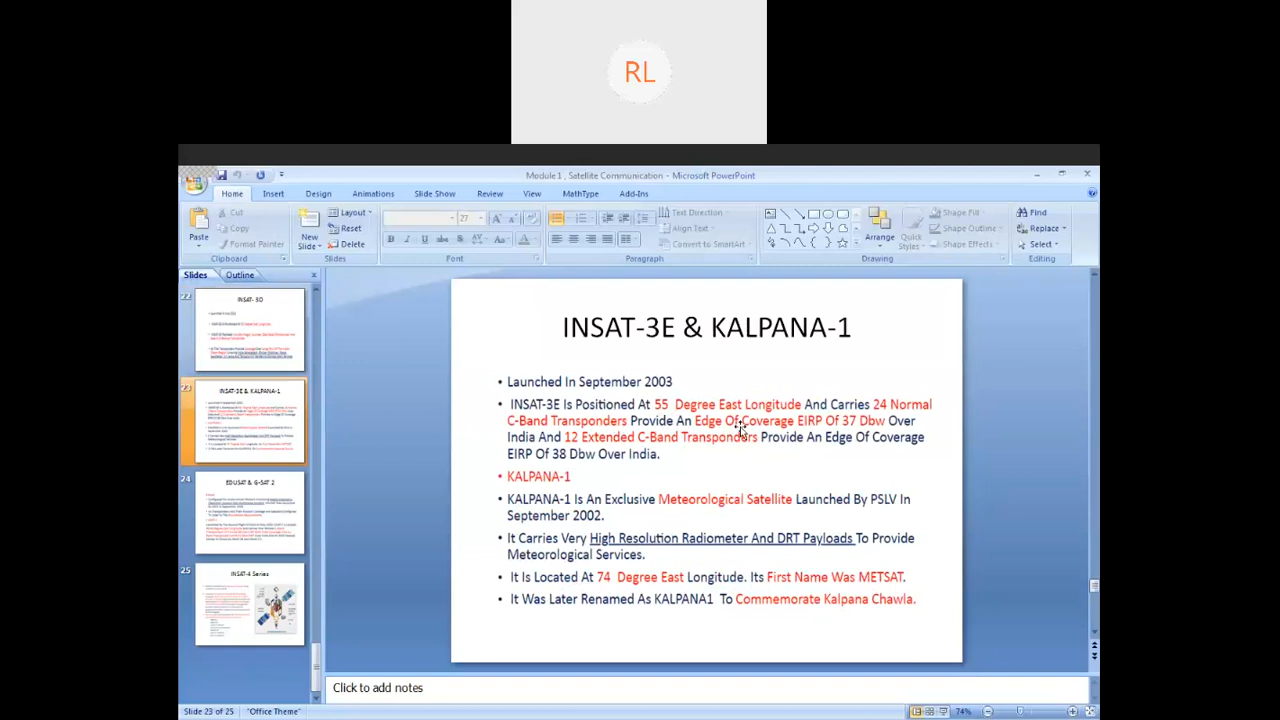 RL
Module 1 , Satellite Communication - Microsoft PowerPoint
Home Insert Design Animations Slide Show Review View MathType Add-Ins
Cut
Copy
Format Painter
Paste
Clipboard
New Slide
Layout
Reset
Delete
Slides
27
Font
Text Direction
Align Text
Convert to SmartArt
Paragraph
Arrange
Quick Styles
Shape Fill
Shape Outline
Shape Effects
Drawing
Find
Replace
Select
Editing
Slides Outline
22
INSAT- 3D
23
INSAT-3E & KALPANA-1
24
EDUSAT & G-SAT 2
25
INSAT-4 Series
INSAT-3E & KALPANA-1
• Launched In September 2003
• INSAT-3E Is Positioned At 55 Degree East Longitude And Carries 24 Normal
C-Band Transponders Provide An Edge Of Coverage EIRP Of 37 Dbw Over
India And 12 Extended C-Band Transponders Provide An Edge Of Coverage
EIRP Of 38 Dbw Over India.
• KALPANA-1
• KALPANA-1 Is An Exclusive Meteorological Satellite Launched By PSLV In
September 2002.
• It Carries Very High Resolution Radiometer And DRT Payloads To Provide
Meteorological Services.
• It Is Located At 74 Degree East Longitude. Its First Name Was METSAT.
• It Was Later Renamed As KALPANA1 To Commemorate Kalpana Chawla
Click to add notes
Slide 23 of 25 "Office Theme" 74%